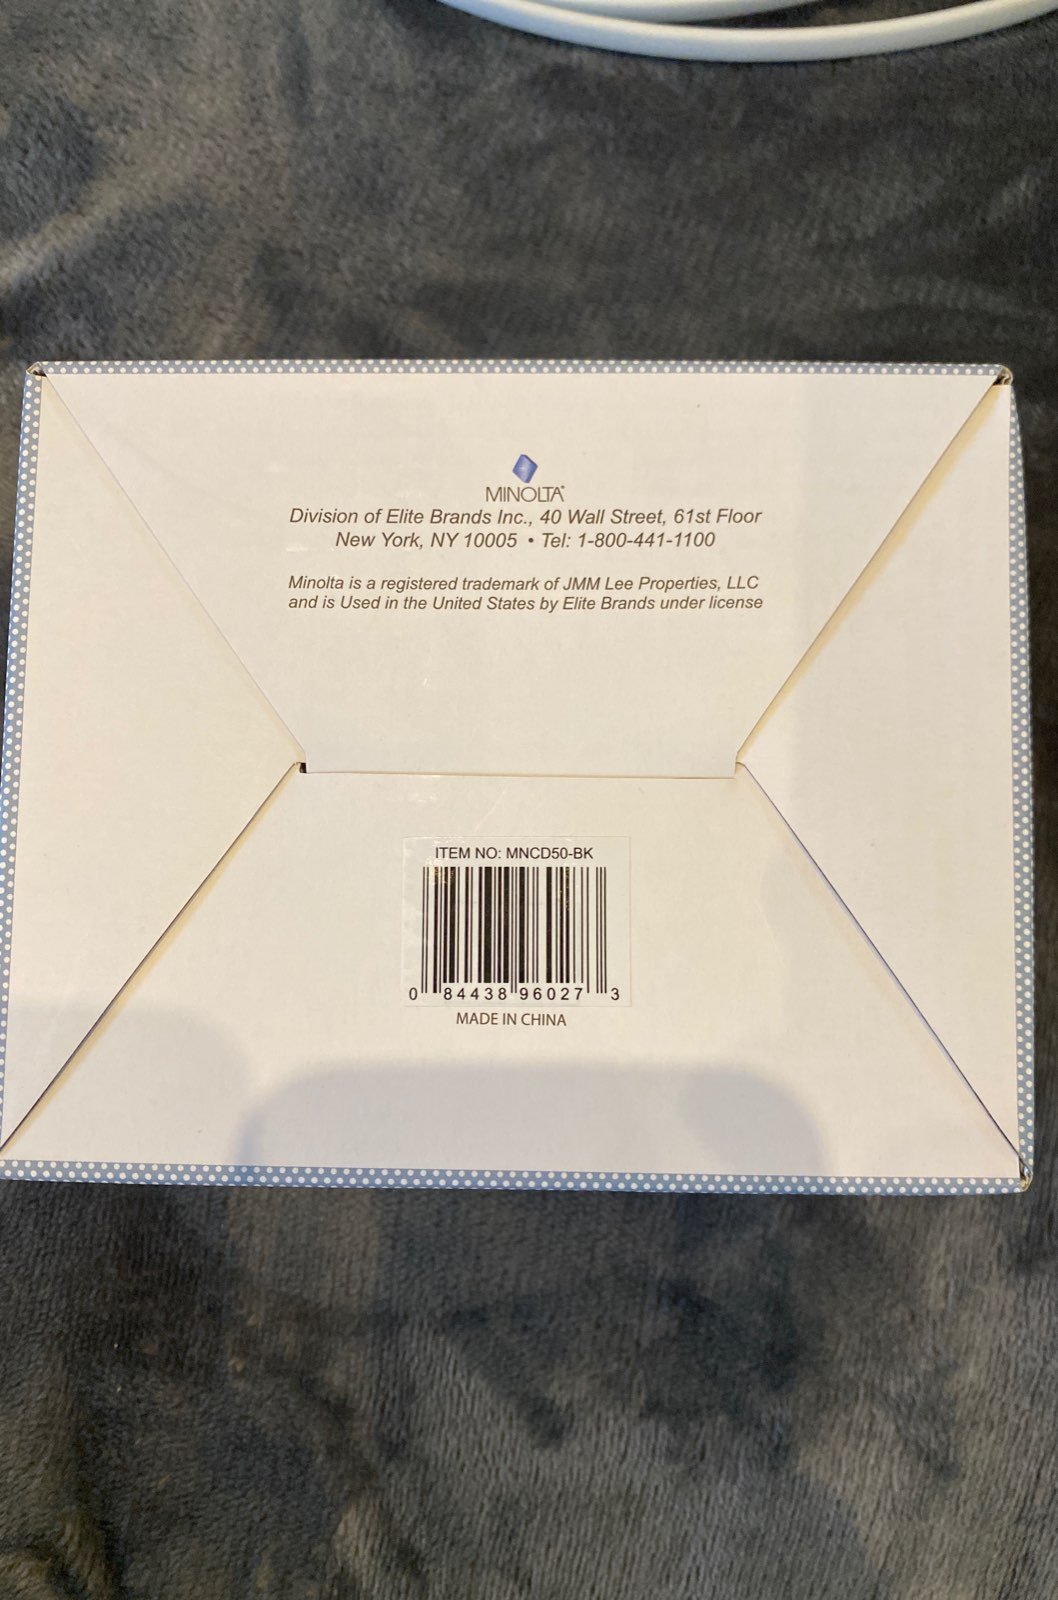 MINOLTA®
Division of Elite Brands Inc., 40 Wall Street, 61st Floor
New York, NY 10005 • Tel: 1-800-441-1100
Minolta is a registered trademark of JMM Lee Properties, LLC
and is Used in the United States by Elite Brands under license
ITEM NO: MNCD50-BK
0 84438 96027 3
MADE IN CHINA